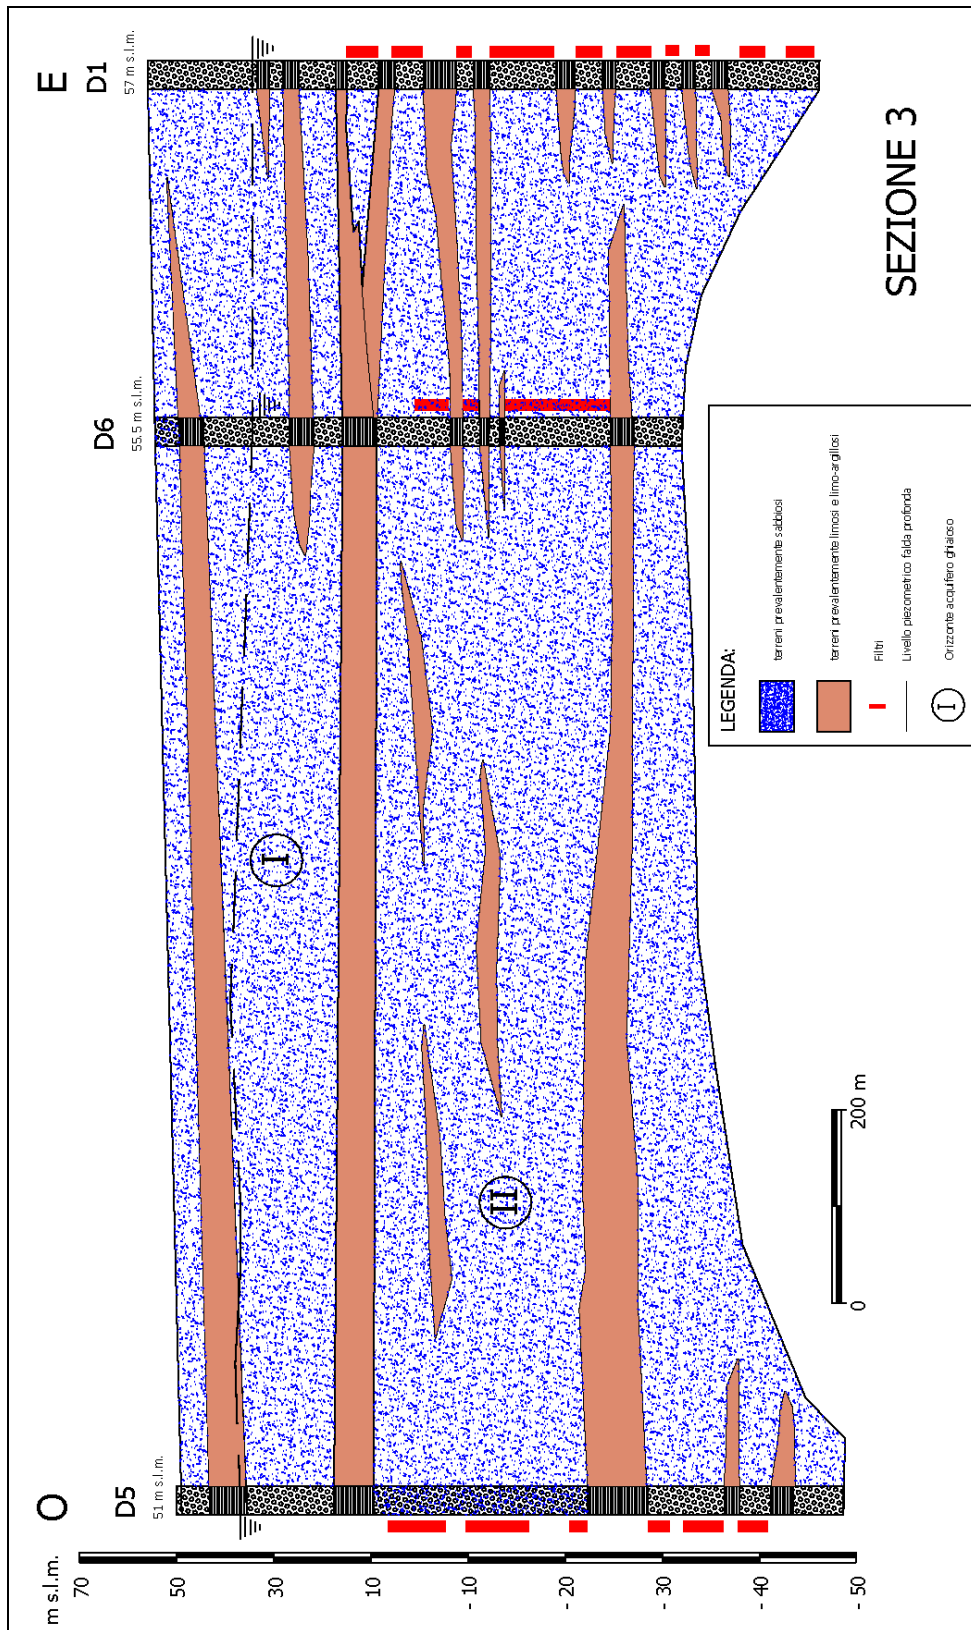 SEZIONE 3
O
E
D5
D6
D1
51 m s.l.m.
55.5 m s.l.m.
57 m s.l.m.
m s.l.m.
70
50
30
10
- 10
- 20
- 30
- 40
- 50
I
II
0
200 m
LEGENDA:
terreni prevalentemente sabbiosi
terreni prevalentemente limosi e limo-argillosi
Filtri
Livello piezometrico falda profonda
I
Orizzonte acquifero ghiaioso